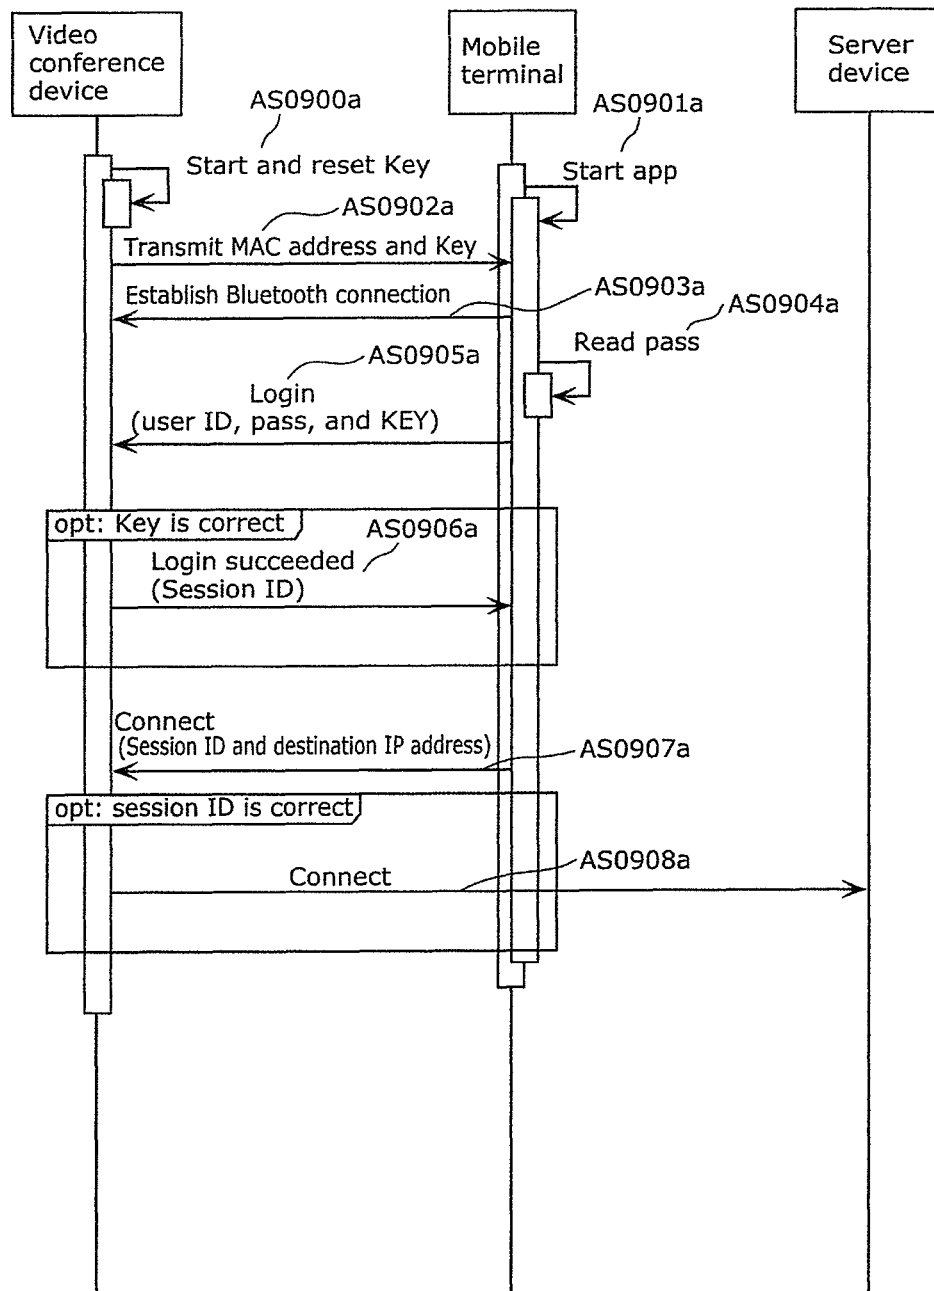 Video
conference
device
Mobile
terminal
Server
device
AS0900a
AS0901a
Start and reset Key
Start app
AS0902a
Transmit MAC address and Key
AS0903a
Establish Bluetooth connection
AS0904a
Read pass
AS0905a
Login
(user ID, pass, and KEY)
opt: Key is correct
AS0906a
Login succeeded
(Session ID)
Connect
(Session ID and destination IP address)
AS0907a
opt: session ID is correct
AS0908a
Connect